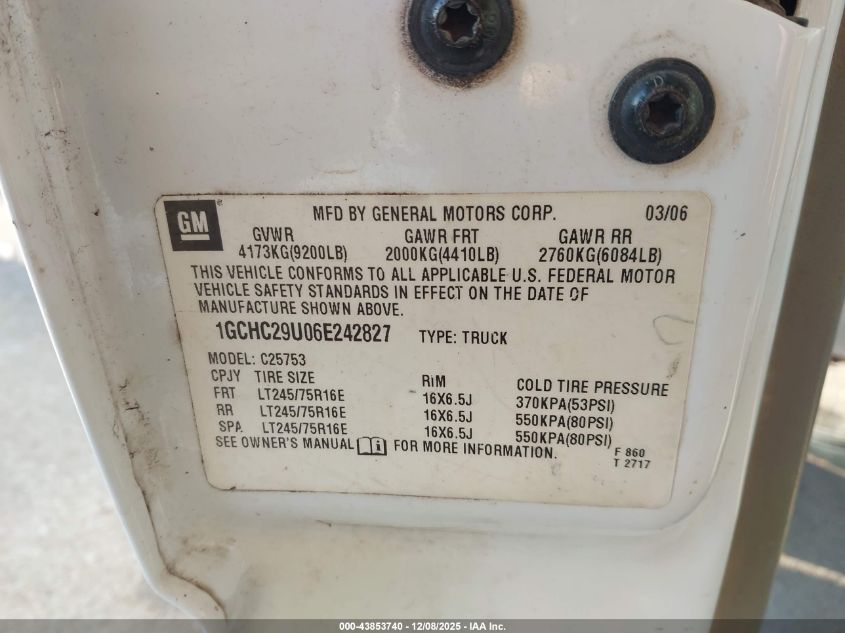 GM
MFD BY GENERAL MOTORS CORP. 03/06
GVWR GAWR FRT GAWR RR
4173KG(9200LB) 2000KG(4410LB) 2760KG(6084LB)
THIS VEHICLE CONFORMS TO ALL APPLICABLE U.S. FEDERAL MOTOR
VEHICLE SAFETY STANDARDS IN EFFECT ON THE DATE OF
MANUFACTURE SHOWN ABOVE.
1GCHC29U06E242827 TYPE: TRUCK
MODEL: C25753
CPJY TIRE SIZE RIM COLD TIRE PRESSURE
FRT LT245/75R16E 16X6.5J 370KPA(53PSI)
RR LT245/75R16E 16X6.5J 550KPA(80PSI)
SPA LT245/75R16E 16X6.5J 550KPA(80PSI)
SEE OWNER'S MANUAL FOR MORE INFORMATION.
F 860
T 2717
000-43853740 - 12/08/2025 - IAA Inc.